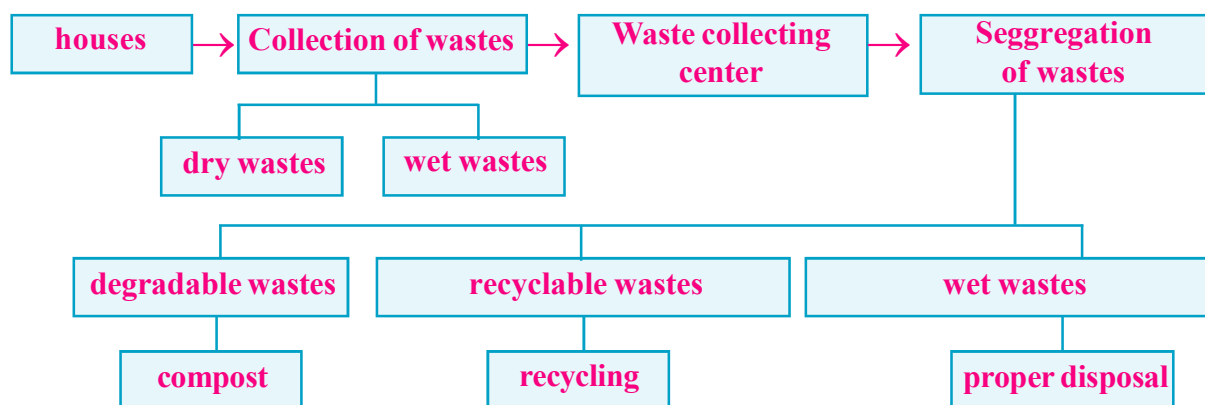 houses
Collection of wastes
Waste collecting
center
Seggregation
of wastes
dry wastes
wet wastes
degradable wastes
recyclable wastes
wet wastes
compost
recycling
proper disposal